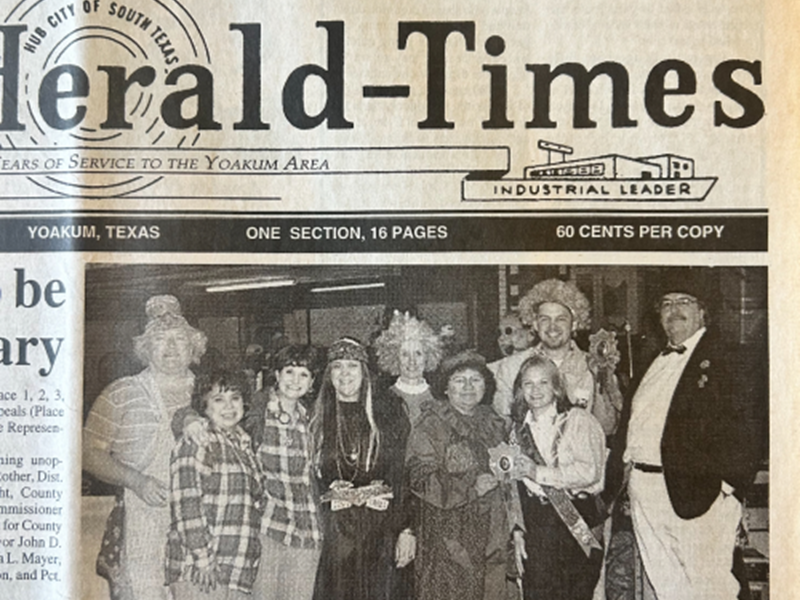 HUB CITY OF SOUTH TEXAS
Herald-Times
YEARS OF SERVICE TO THE YOAKUM AREA
INDUSTRIAL LEADER
YOAKUM, TEXAS ONE SECTION, 16 PAGES 60 CENTS PER COPY
be
ary
ace 1, 2, 3,
peals (Place
e Represen-
ning unop-
other, Dist.
ht, County
mmissioner
for County
or John D.
a L. Mayer,
on, and Pct.